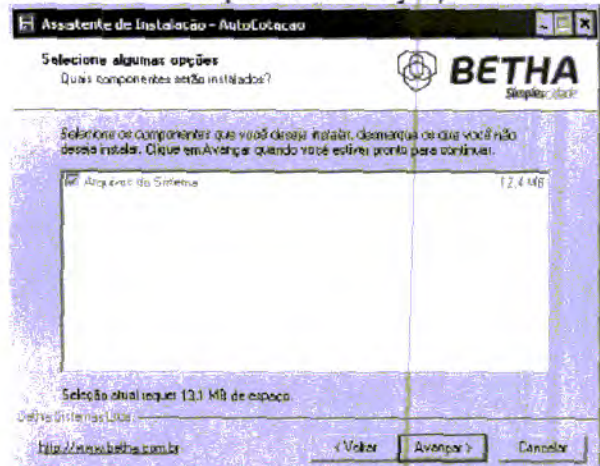 Assistente de Instalação - AutoCotacao
Selecione algumas opções
Quais componentes serão instalados?
BETHA
Simplescidade
Selecione os componentes que você deseja instalar, desmarque os que você não
deseja instalar. Clique em Avançar quando você estiver pronto para continuar.
Arquivos do Sistema 12,4 MB
Seleção atual requer 13,1 MB de espaço.
Betha Sistemas Ltda
http://www.betha.com.br
< Voltar
Avançar >
Cancelar